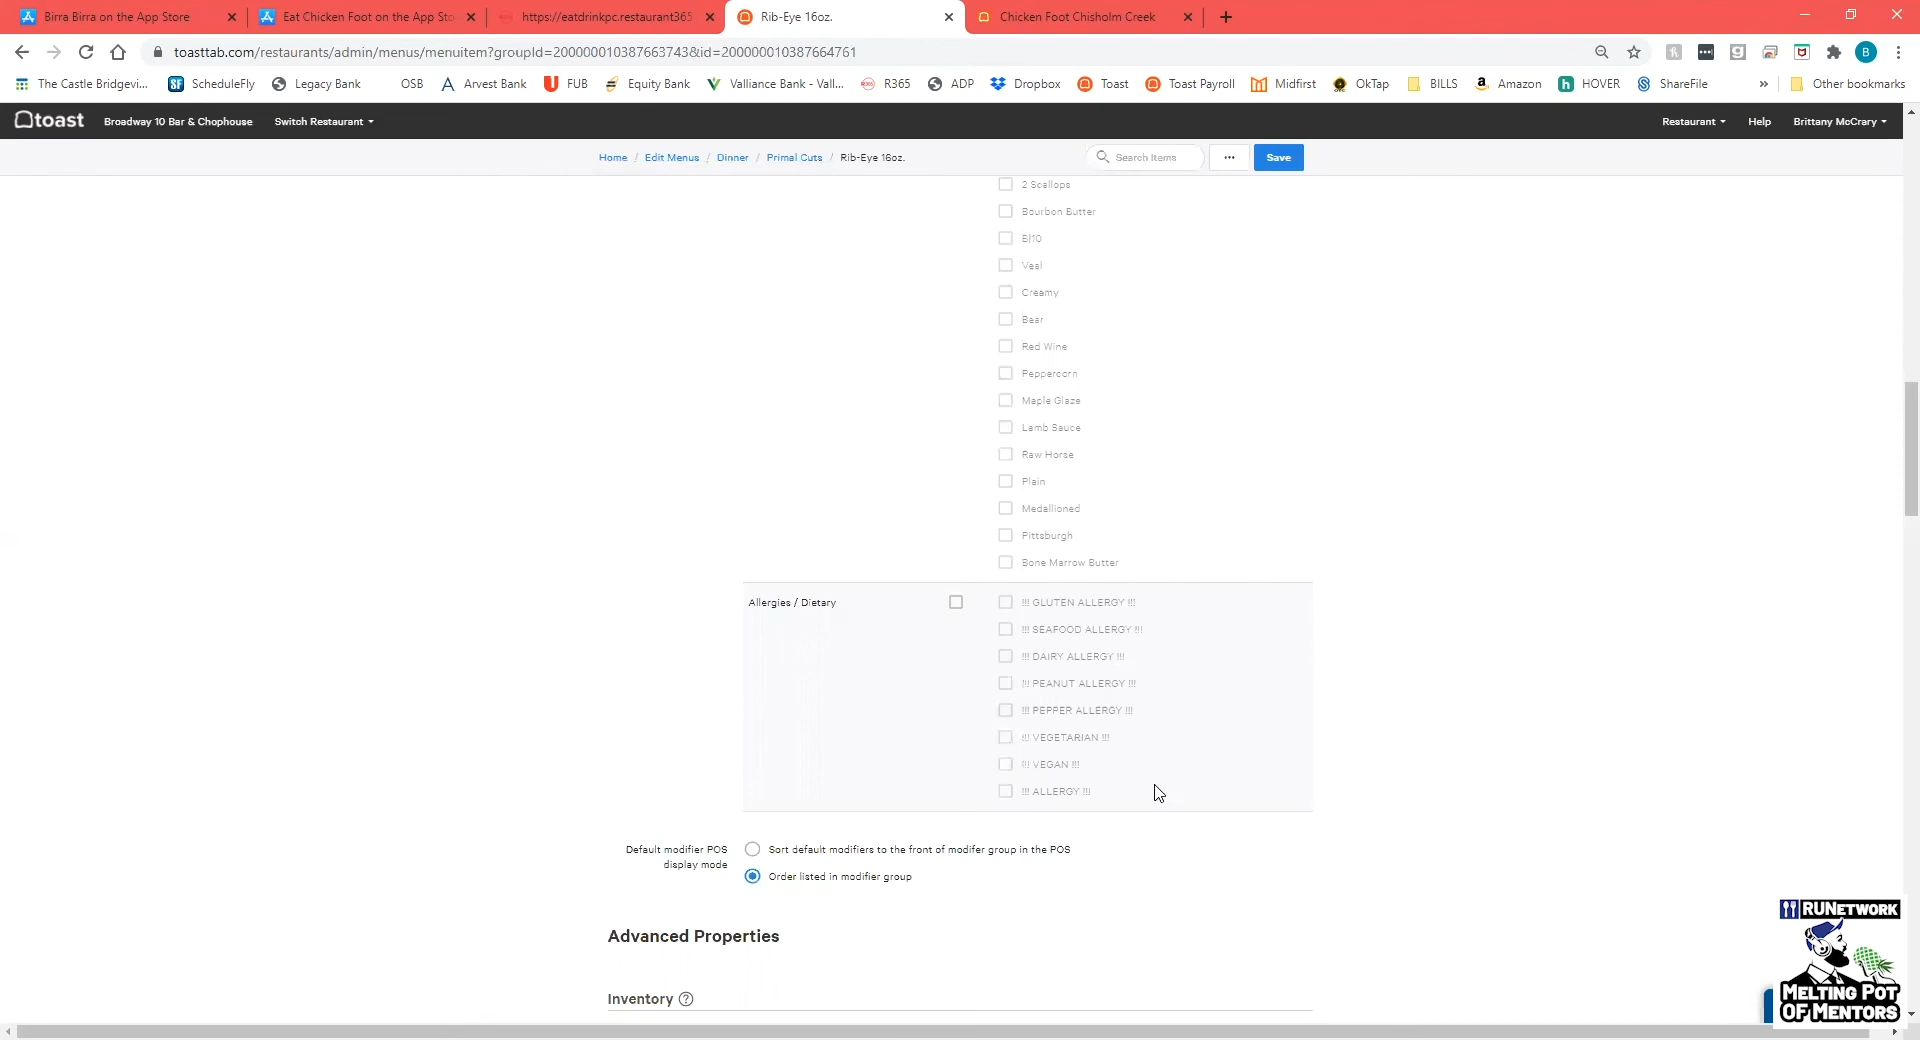 Birra Birra on the App Store
Eat Chicken Foot on the App Sto
https://eatdrinkpc.restaurant365
Rib-Eye 16oz.
Chicken Foot Chisholm Creek
toasttab.com/restaurants/admin/menus/menuitem?groupId=200000010387663743&id=200000010387664761
B
The Castle Bridgevi...
SF
ScheduleFly
Legacy Bank
OSB
Arvest Bank
FUB
Equity Bank
Valliance Bank - Vall...
R365
ADP
Dropbox
Toast
Toast Payroll
Midfirst
OkTap
BILLS
Amazon
HOVER
ShareFile
»
Other bookmarks
toast
Broadway 10 Bar & Chophouse
Switch Restaurant
Restaurant
Help
Brittany McCrary
Home / Edit Menus / Dinner / Primal Cuts / Rib-Eye 16oz.
Search Items
...
Save
2 Scallops
Bourbon Butter
B|10
Veal
Creamy
Bear
Red Wine
Peppercorn
Maple Glaze
Lamb Sauce
Raw Horse
Plain
Medallioned
Pittsburgh
Bone Marrow Butter
Allergies / Dietary
!!! GLUTEN ALLERGY !!!
!!! SEAFOOD ALLERGY !!!
!!! DAIRY ALLERGY !!!
!!! PEANUT ALLERGY !!!
!!! PEPPER ALLERGY !!!
!!! VEGETARIAN !!!
!!! VEGAN !!!
!!! ALLERGY !!!
Default modifier POS
display mode
Sort default modifiers to the front of modifer group in the POS
Order listed in modifier group
Advanced Properties
Inventory ?
RUNETWORK
MELTING POT
OF MENTORS